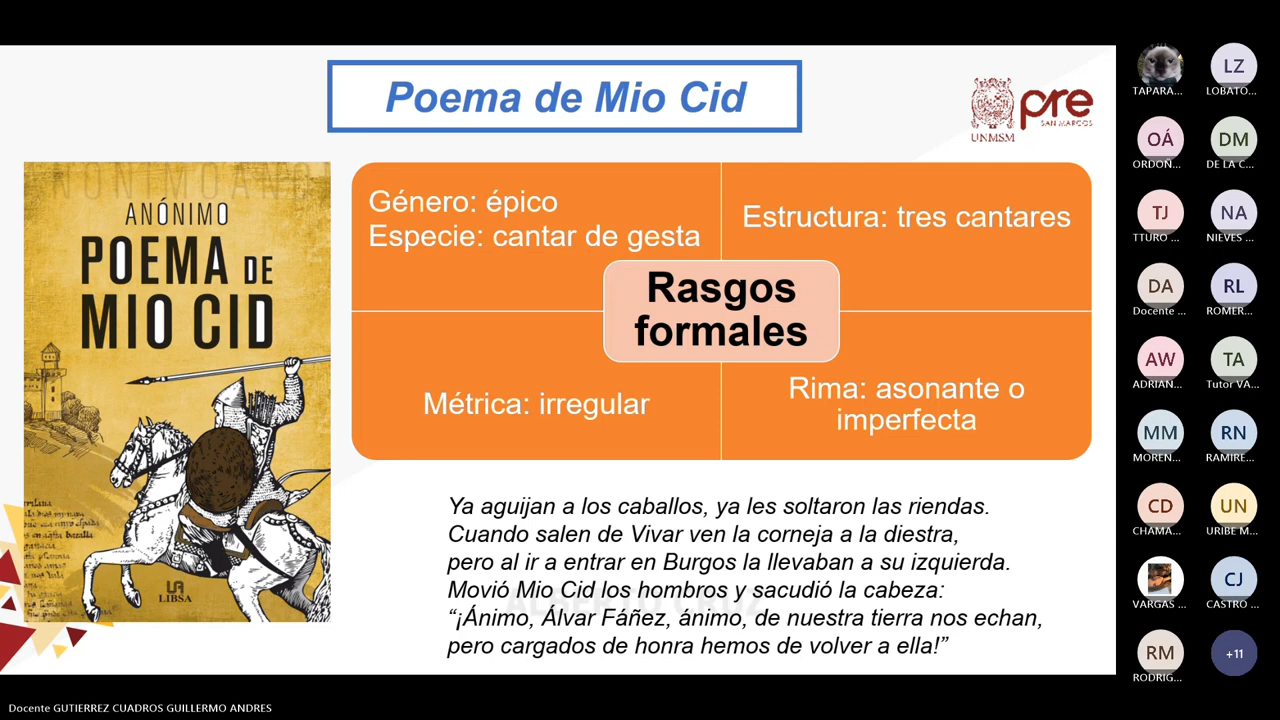 Poema de Mio Cid
UNMSM
pre
SAN MARCOS
ANÓNIMO
POEMA DE
MIO CID
LIBSA
Género: épico
Especie: cantar de gesta
Estructura: tres cantares
Rasgos
formales
Métrica: irregular
Rima: asonante o
imperfecta
Ya aguijan a los caballos, ya les soltaron las riendas.
Cuando salen de Vivar ven la corneja a la diestra,
pero al ir a entrar en Burgos la llevaban a su izquierda.
Movió Mio Cid los hombros y sacudió la cabeza:
“¡Ánimo, Álvar Fáñez, ánimo, de nuestra tierra nos echan,
pero cargados de honra hemos de volver a ella!”
TAPARA...
LZ
LOBATO...
OÁ
ORDOÑ...
DM
DE LA C...
TJ
TTURO ...
NA
NIEVES ...
DA
Docente ...
RL
ROMER...
AW
ADRIAN...
TA
Tutor VA...
MM
MOREN...
RN
RAMIRE...
CD
CHAMA...
UN
URIBE M...
VARGAS ...
CJ
CASTRO ...
RM
RODRIG...
+11
Docente GUTIERREZ CUADROS GUILLERMO ANDRES